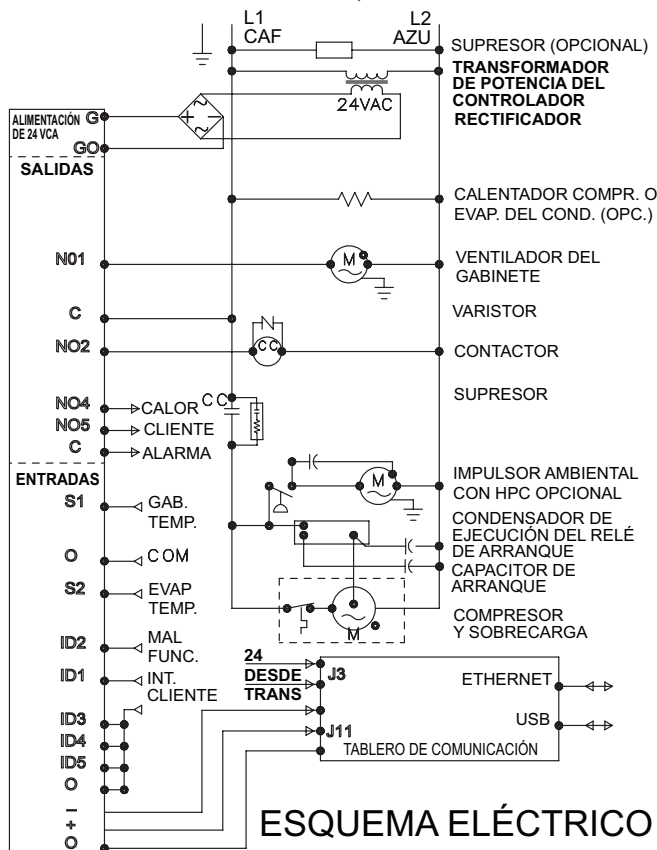 L1
CAF
L2
AZU
SUPRESOR (OPCIONAL)
TRANSFORMADOR
DE POTENCIA DEL
CONTROLADOR
RECTIFICADOR
24VAC
ALIMENTACIÓN
DE 24 VCA
G
GO
SALIDAS
CALENTADOR COMPR. O
EVAP. DEL COND. (OPC.)
N01
M
VENTILADOR DEL
GABINETE
C
VARISTOR
NO2
CC
CONTACTOR
SUPRESOR
NO4
CALOR
CC
NO5
CLIENTE
C
ALARMA
ENTRADAS
S1
GAB.
TEMP.
M
IMPULSOR AMBIENTAL
CON HPC OPCIONAL
CONDENSADOR DE
EJECUCIÓN DEL RELÉ
DE ARRANQUE
CAPACITOR DE
ARRANQUE
O
COM
S2
EVAP
TEMP.
M
COMPRESOR
Y SOBRECARGA
ID2
MAL
FUNC.
ID1
INT.
CLIENTE
24
DESDE
TRANS
J3
ETHERNET
ID3
ID4
ID5
O
J11
USB
TABLERO DE COMUNICACIÓN
-
+
O
ESQUEMA ELÉCTRICO